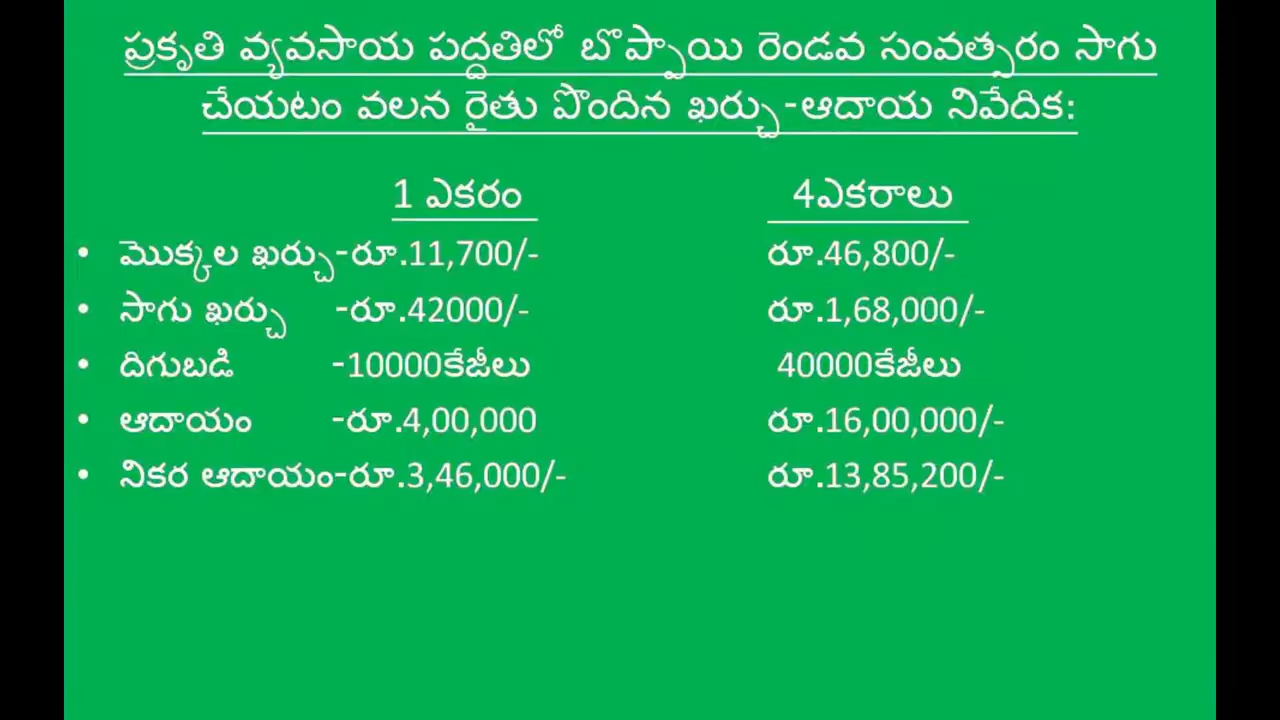 ప్రకృతి వ్యవసాయ పద్దతిలో బొప్పాయి రెండవ సంవత్సరం సాగు
చేయటం వలన రైతు పొందిన ఖర్చు-ఆదాయ నివేదిక:
1 ఎకరం 4ఎకరాలు
• మొక్కల ఖర్చు-రూ.11,700/- రూ.46,800/-
• సాగు ఖర్చు -రూ.42000/- రూ.1,68,000/-
• దిగుబడి -10000కేజీలు 40000కేజీలు
• ఆదాయం -రూ.4,00,000 రూ.16,00,000/-
• నికర ఆదాయం-రూ.3,46,000/- రూ.13,85,200/-